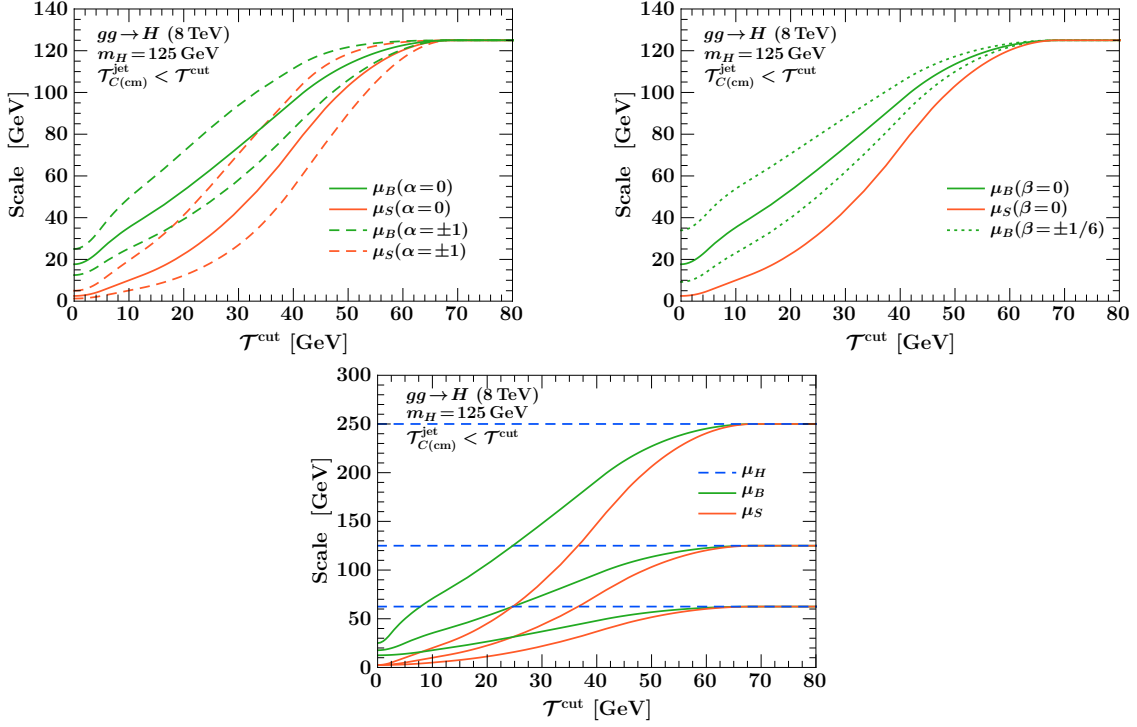 gg→H (8 TeV)
m_H = 125 GeV
𝒯^jet_C(cm) < 𝒯^cut
Scale [GeV]
140
120
100
80
60
40
20
0
μ_B(α=0)
μ_S(α=0)
μ_B(α=±1)
μ_S(α=±1)
0 10 20 30 40 50 60 70 80
𝒯^cut [GeV]
gg→H (8 TeV)
m_H = 125 GeV
𝒯^jet_C(cm) < 𝒯^cut
Scale [GeV]
140
120
100
80
60
40
20
0
μ_B(β=0)
μ_S(β=0)
μ_B(β=±1/6)
0 10 20 30 40 50 60 70 80
𝒯^cut [GeV]
gg→H (8 TeV)
m_H = 125 GeV
𝒯^jet_C(cm) < 𝒯^cut
Scale [GeV]
300
250
200
150
100
50
0
μ_H
μ_B
μ_S
0 10 20 30 40 50 60 70 80
𝒯^cut [GeV]